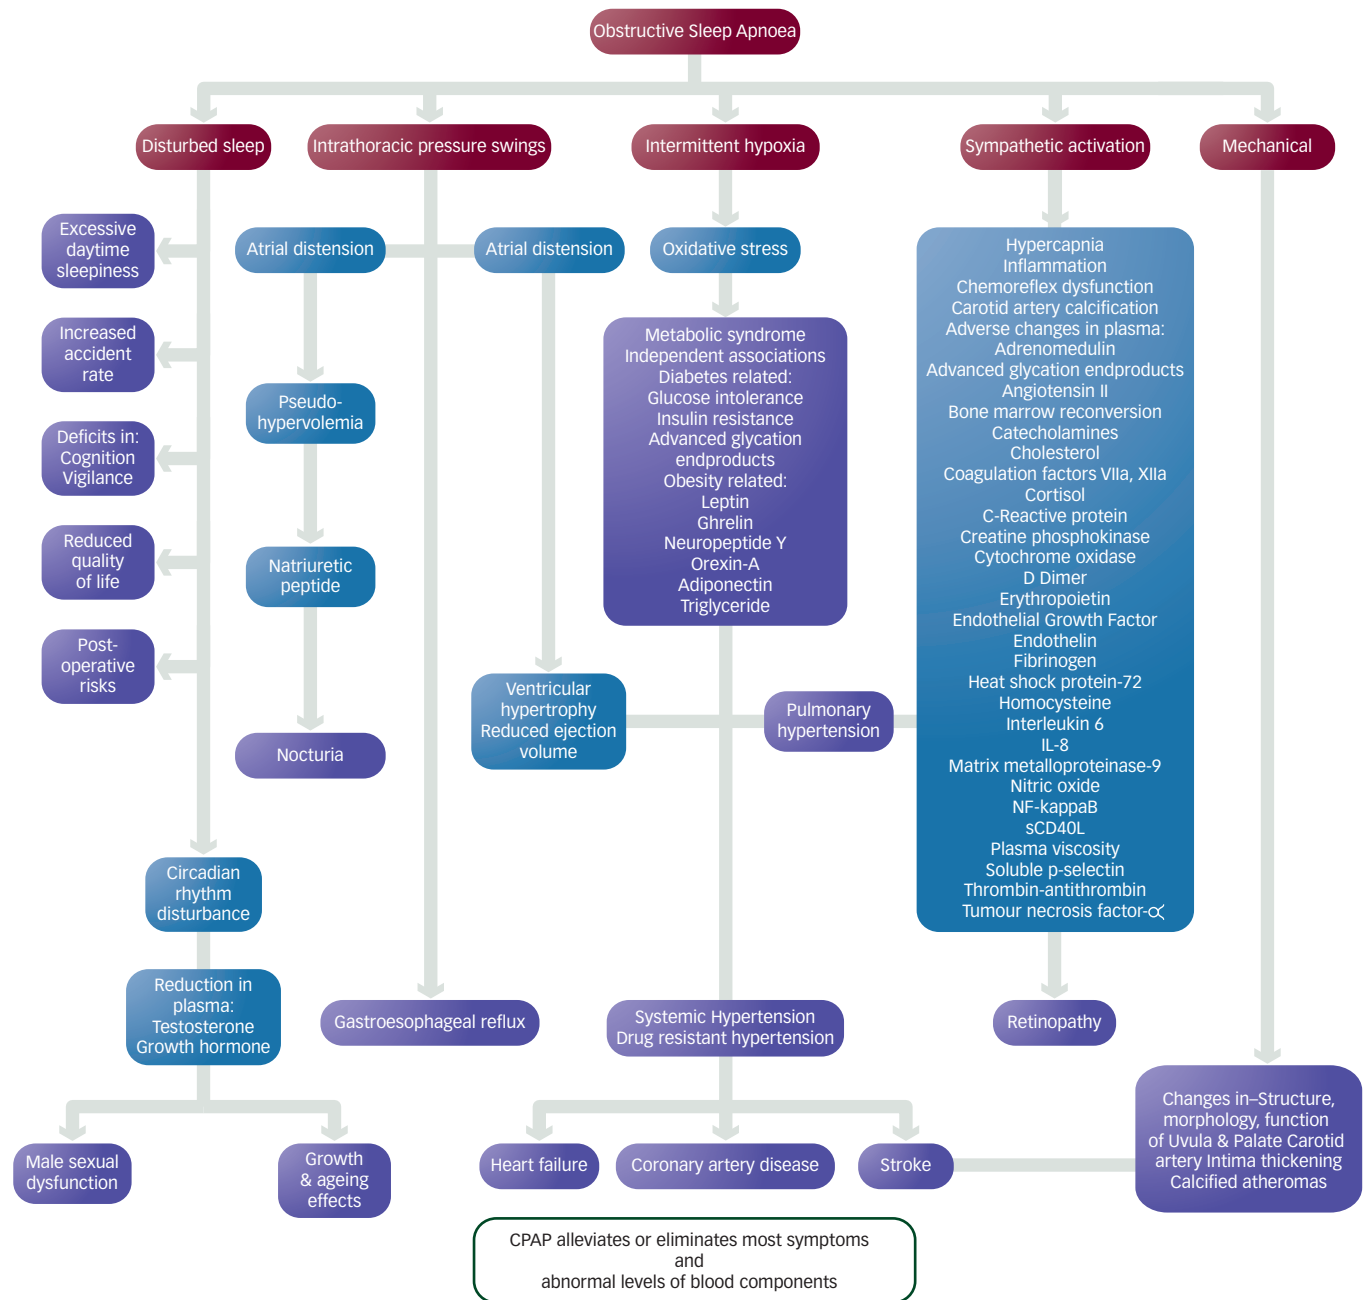 Obstructive Sleep Apnoea
Disturbed sleep
Intrathoracic pressure swings
Intermittent hypoxia
Sympathetic activation
Mechanical
Excessive
daytime
sleepiness
Increased
accident
rate
Deficits in:
Cognition
Vigilance
Reduced
quality
of life
Post-
operative
risks
Circadian
rhythm
disturbance
Reduction in
plasma:
Testosterone
Growth hormone
Male sexual
dysfunction
Growth
& ageing
effects
Atrial distension
Pseudo-
hypervolemia
Natriuretic
peptide
Nocturia
Atrial distension
Ventricular
hypertrophy
Reduced ejection
volume
Gastroesophageal reflux
Oxidative stress
Metabolic syndrome
Independent associations
Diabetes related:
Glucose intolerance
Insulin resistance
Advanced glycation
endproducts
Obesity related:
Leptin
Ghrelin
Neuropeptide Y
Orexin-A
Adiponectin
Triglyceride
Pulmonary
hypertension
Systemic Hypertension
Drug resistant hypertension
Heart failure
Coronary artery disease
Stroke
Hypercapnia
Inflammation
Chemoreflex dysfunction
Carotid artery calcification
Adverse changes in plasma:
Adrenomedulin
Advanced glycation endproducts
Angiotensin II
Bone marrow reconversion
Catecholamines
Cholesterol
Coagulation factors VIIa, XIIa
Cortisol
C-Reactive protein
Creatine phosphokinase
Cytochrome oxidase
D Dimer
Erythropoietin
Endothelial Growth Factor
Endothelin
Fibrinogen
Heat shock protein-72
Homocysteine
Interleukin 6
IL-8
Matrix metalloproteinase-9
Nitric oxide
NF-kappaB
sCD40L
Plasma viscosity
Soluble p-selectin
Thrombin-antithrombin
Tumour necrosis factor-α
Retinopathy
Changes in–Structure,
morphology, function
of Uvula & Palate Carotid
artery Intima thickening
Calcified atheromas
CPAP alleviates or eliminates most symptoms
and
abnormal levels of blood components